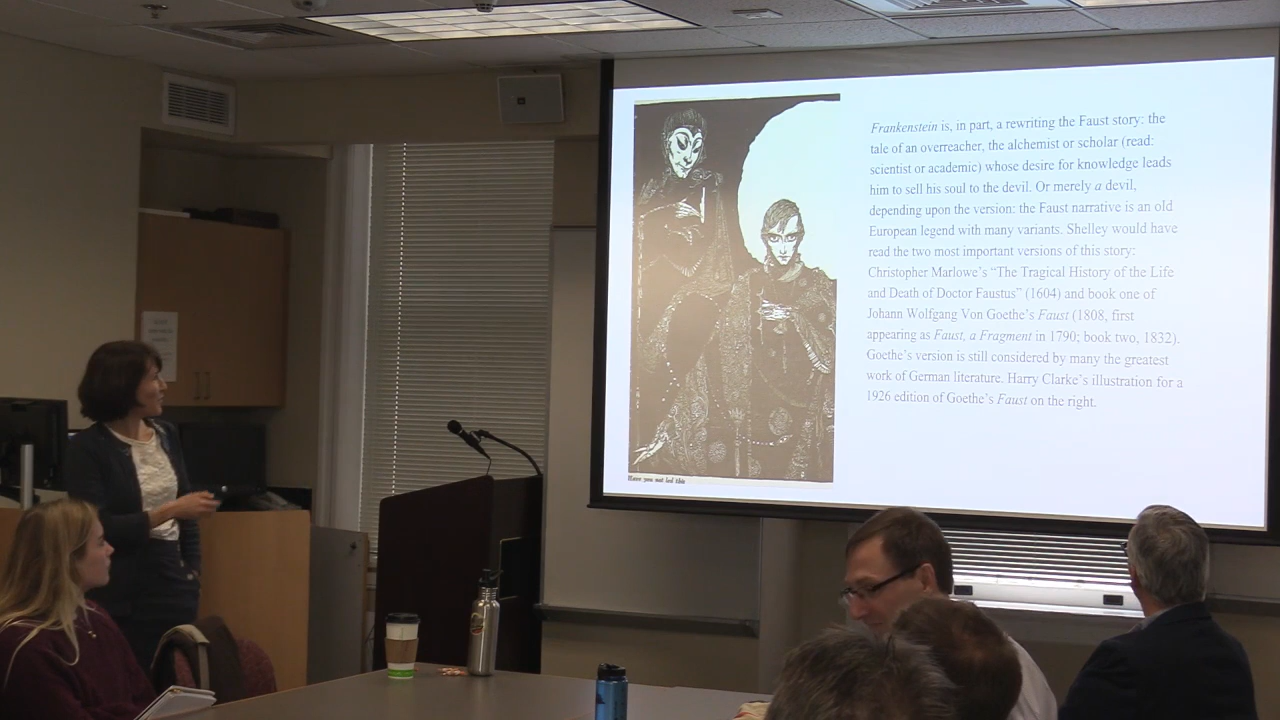 Frankenstein is, in part, a rewriting the Faust story: the
tale of an overreacher, the alchemist or scholar (read:
scientist or academic) whose desire for knowledge leads
him to sell his soul to the devil. Or merely a devil,
depending upon the version: the Faust narrative is an old
European legend with many variants. Shelley would have
read the two most important versions of this story:
Christopher Marlowe's “The Tragical History of the Life
and Death of Doctor Faustus” (1604) and book one of
Johann Wolfgang Von Goethe's Faust (1808, first
appearing as Faust, a Fragment in 1790; book two, 1832).
Goethe's version is still considered by many the greatest
work of German literature. Harry Clarke's illustration for a
1926 edition of Goethe's Faust on the right.
Have you not led this